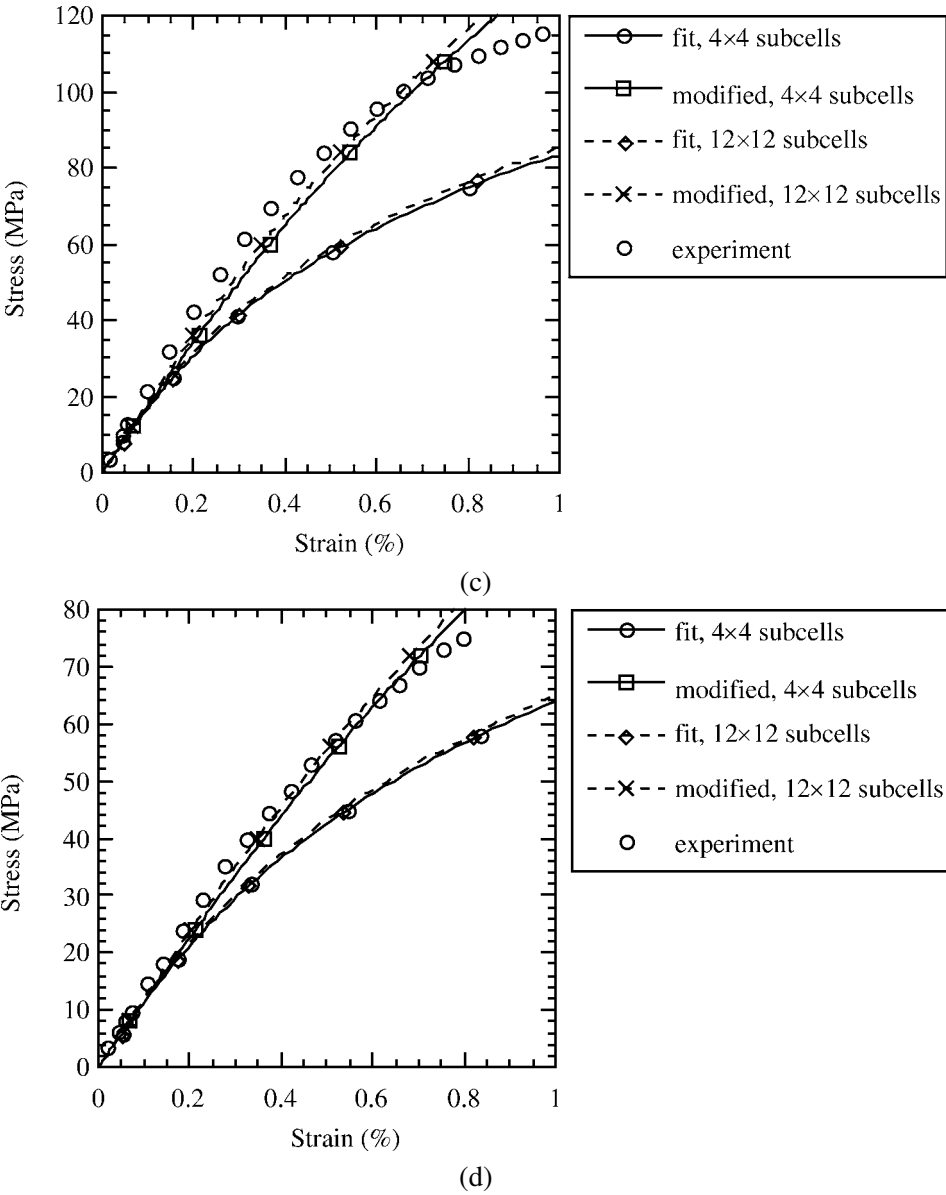 120
100
80
60
40
20
0
Stress (MPa)
0 0.2 0.4 0.6 0.8 1
Strain (%)
fit, 4×4 subcells
modified, 4×4 subcells
fit, 12×12 subcells
modified, 12×12 subcells
experiment
(c)
80
70
60
50
40
30
20
10
0
Stress (MPa)
0 0.2 0.4 0.6 0.8 1
Strain (%)
fit, 4×4 subcells
modified, 4×4 subcells
fit, 12×12 subcells
modified, 12×12 subcells
experiment
(d)